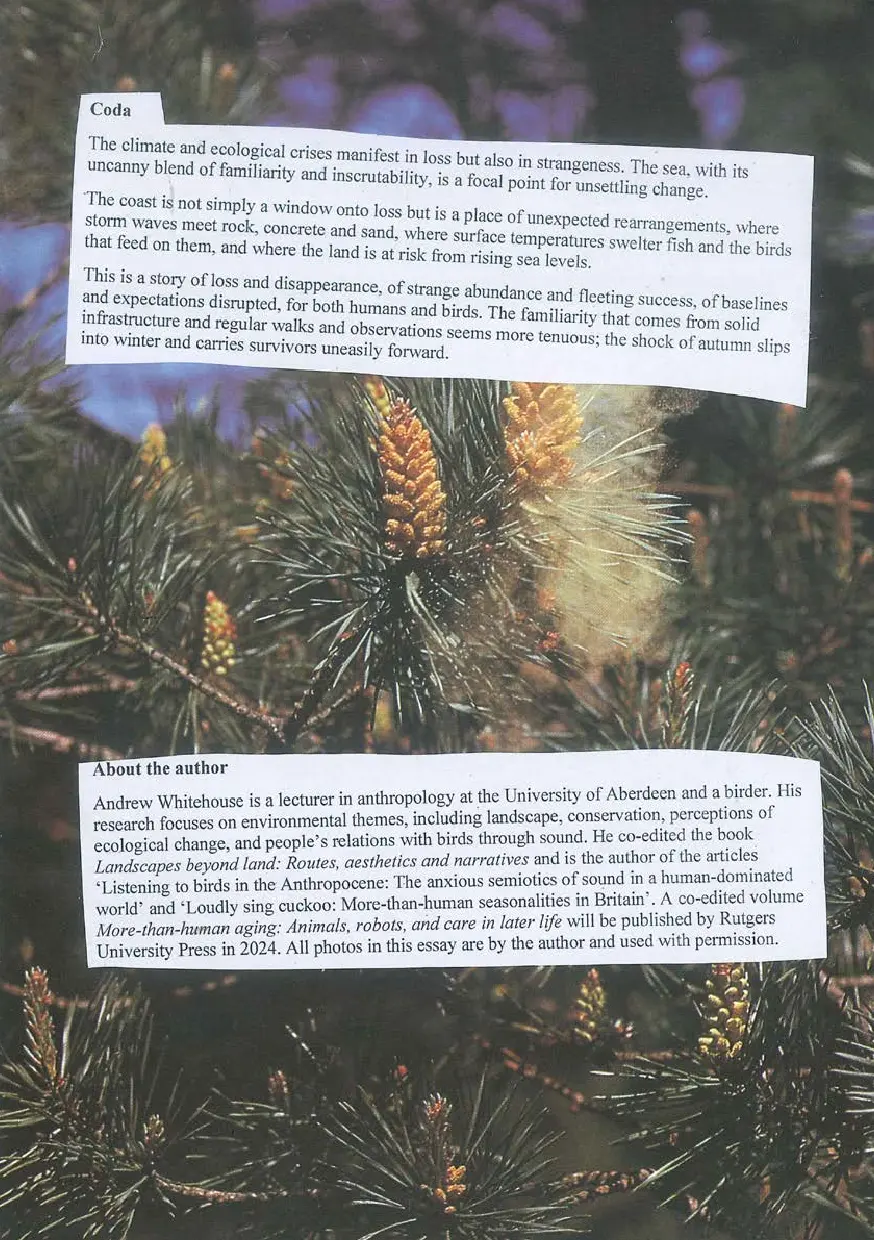 Coda
The climate and ecological crises manifest in loss but also in strangeness. The sea, with its
uncanny blend of familiarity and inscrutability, is a focal point for unsettling change.
The coast is not simply a window onto loss but is a place of unexpected rearrangements, where
storm waves meet rock, concrete and sand, where surface temperatures swelter fish and the birds
that feed on them, and where the land is at risk from rising sea levels.
This is a story of loss and disappearance, of strange abundance and fleeting success, of baselines
and expectations disrupted, for both humans and birds. The familiarity that comes from solid
infrastructure and regular walks and observations seems more tenuous; the shock of autumn slips
into winter and carries survivors uneasily forward.
About the author
Andrew Whitehouse is a lecturer in anthropology at the University of Aberdeen and a birder. His
research focuses on environmental themes, including landscape, conservation, perceptions of
ecological change, and people's relations with birds through sound. He co-edited the book
Landscapes beyond land: Routes, aesthetics and narratives and is the author of the articles
'Listening to birds in the Anthropocene: The anxious semiotics of sound in a human-dominated
world' and 'Loudly sing cuckoo: More-than-human seasonalities in Britain'. A co-edited volume
More-than-human aging: Animals, robots, and care in later life will be published by Rutgers
University Press in 2024. All photos in this essay are by the author and used with permission.